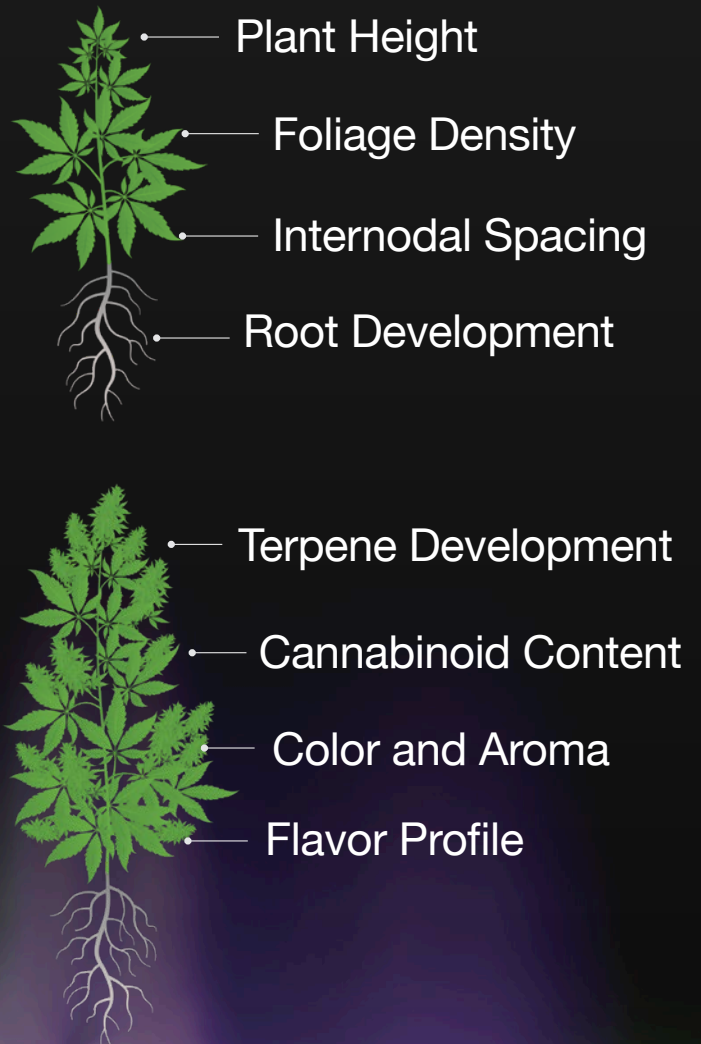 Plant Height
Foliage Density
Internodal Spacing
Root Development
Terpene Development
Cannabinoid Content
Color and Aroma
Flavor Profile